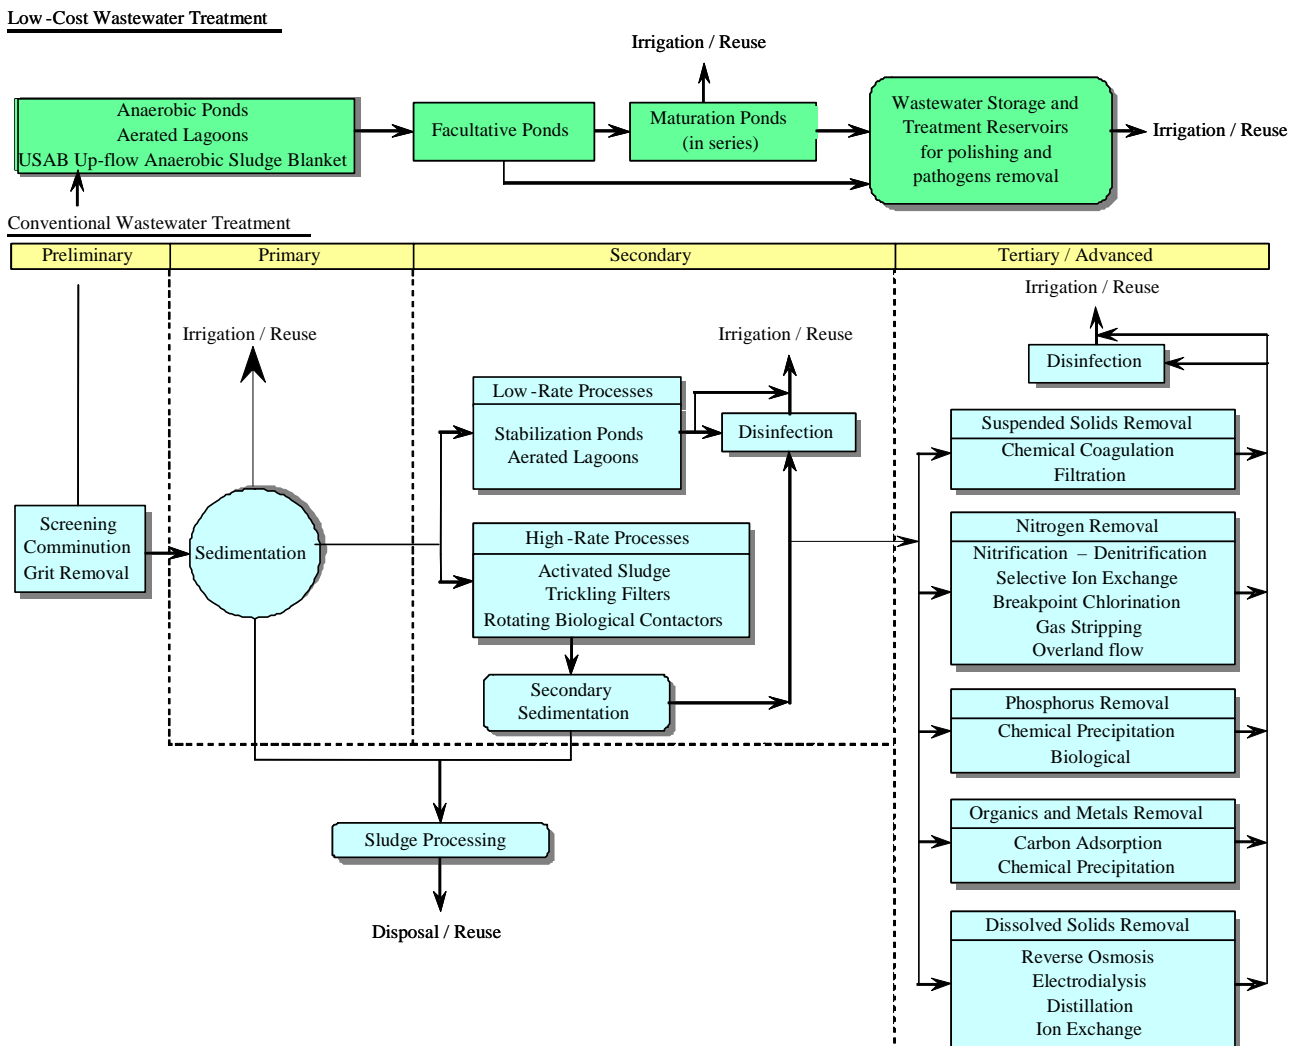 Low-Cost Wastewater Treatment
Irrigation / Reuse
Anaerobic Ponds
Aerated Lagoons
USAB Up-flow Anaerobic Sludge Blanket
Facultative Ponds
Maturation Ponds
(in series)
Wastewater Storage and
Treatment Reservoirs
for polishing and
pathogens removal
Irrigation / Reuse
Conventional Wastewater Treatment
Preliminary
Primary
Secondary
Tertiary / Advanced
Screening
Comminution
Grit Removal
Irrigation / Reuse
Sedimentation
Irrigation / Reuse
Low-Rate Processes
Stabilization Ponds
Aerated Lagoons
Disinfection
High-Rate Processes
Activated Sludge
Trickling Filters
Rotating Biological Contactors
Secondary
Sedimentation
Sludge Processing
Disposal / Reuse
Irrigation / Reuse
Disinfection
Suspended Solids Removal
Chemical Coagulation
Filtration
Nitrogen Removal
Nitrification – Denitrification
Selective Ion Exchange
Breakpoint Chlorination
Gas Stripping
Overland flow
Phosphorus Removal
Chemical Precipitation
Biological
Organics and Metals Removal
Carbon Adsorption
Chemical Precipitation
Dissolved Solids Removal
Reverse Osmosis
Electrodialysis
Distillation
Ion Exchange